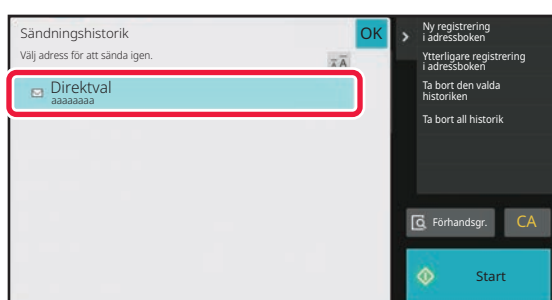 Sändningshistorik
OK
Välj adress för att sända igen.
Direktval
aaaaaaaa
Ny registrering
i adressboken
Ytterligare registrering
i adressboken
Ta bort den valda
historiken
Ta bort all historik
Förhandsgr.
CA
Start